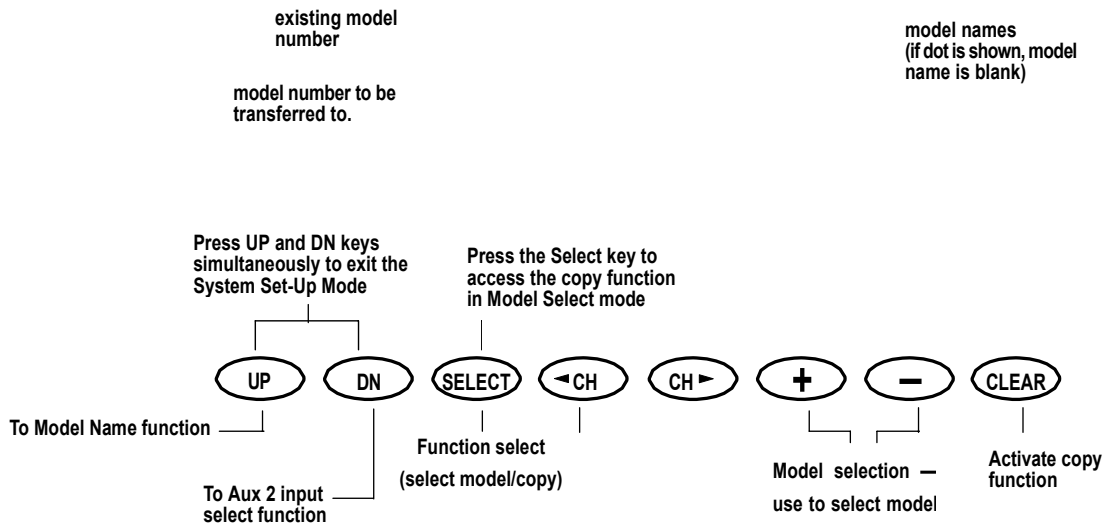 existing model
number
model names
(if dot is shown, model
name is blank)
model number to be
transferred to.
Press UP and DN keys
simultaneously to exit the
System Set-Up Mode
Press the Select key to
access the copy function
in Model Select mode
UP
DN
SELECT
◄CH
CH►
+
–
CLEAR
To Model Name function
Function select
(select model/copy)
To Aux 2 input
select function
Model selection –
use to select model
Activate copy
function